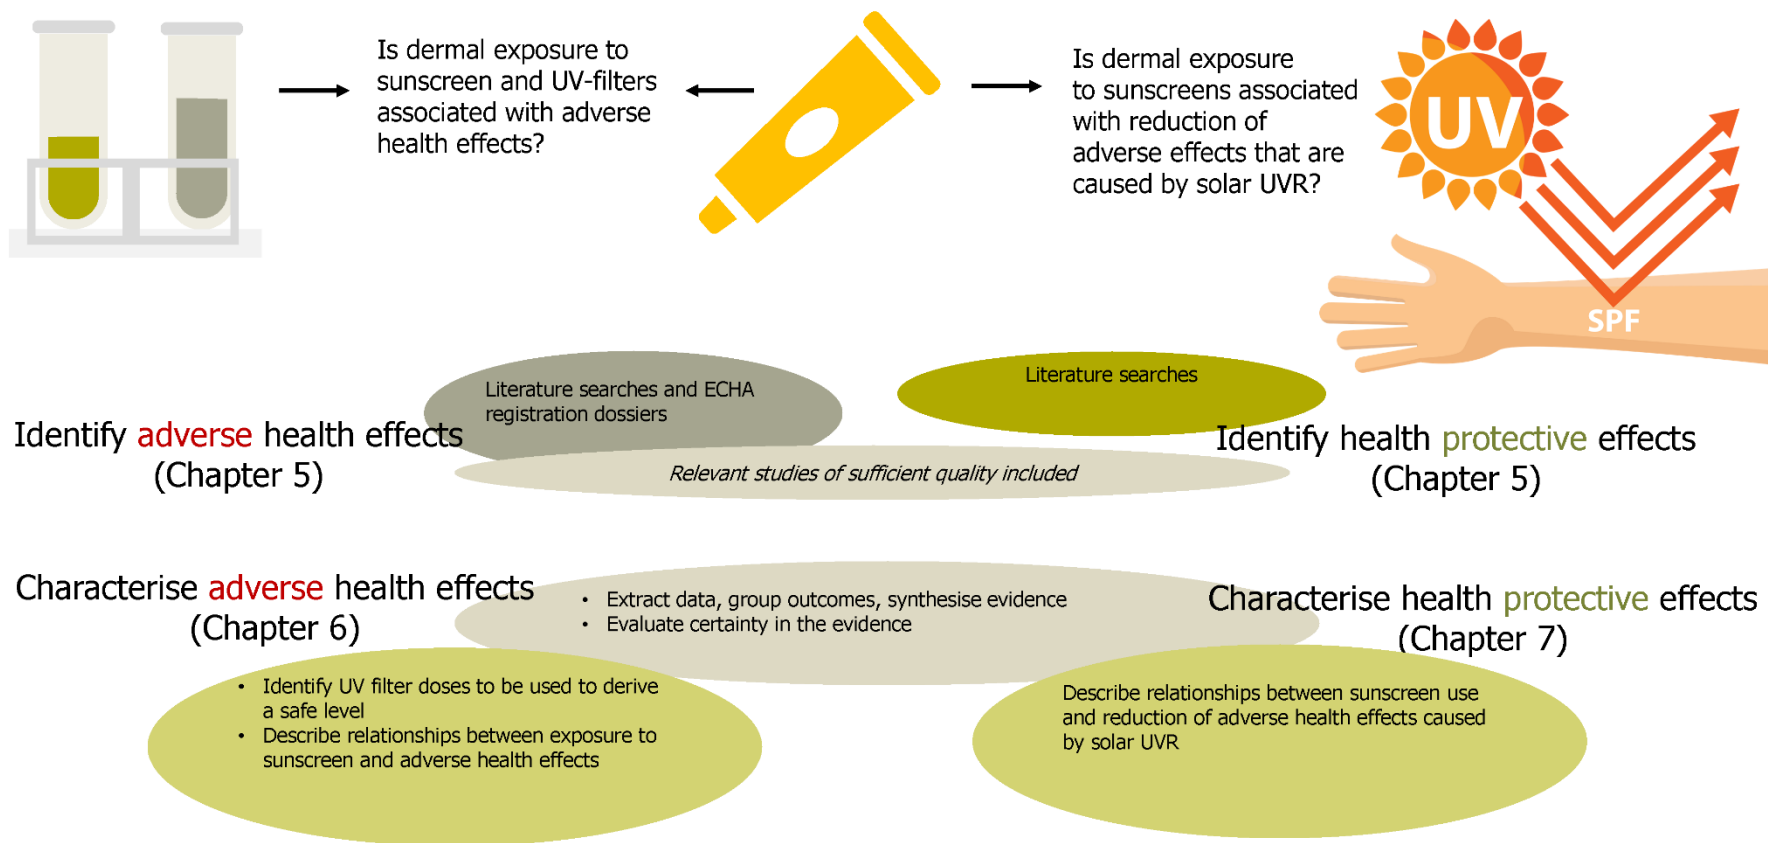 Is dermal exposure to
sunscreen and UV-filters
associated with adverse
health effects?
Is dermal exposure
to sunscreens associated
with reduction of
adverse effects that are
caused by solar UVR?
UV
SPF
Literature searches and ECHA
registration dossiers
Literature searches
Identify adverse health effects
(Chapter 5)
Relevant studies of sufficient quality included
Identify health protective effects
(Chapter 5)
Characterise adverse health effects
(Chapter 6)
• Extract data, group outcomes, synthesise evidence
• Evaluate certainty in the evidence
Characterise health protective effects
(Chapter 7)
• Identify UV filter doses to be used to derive
a safe level
• Describe relationships between exposure to
sunscreen and adverse health effects
Describe relationships between sunscreen use
and reduction of adverse health effects caused
by solar UVR